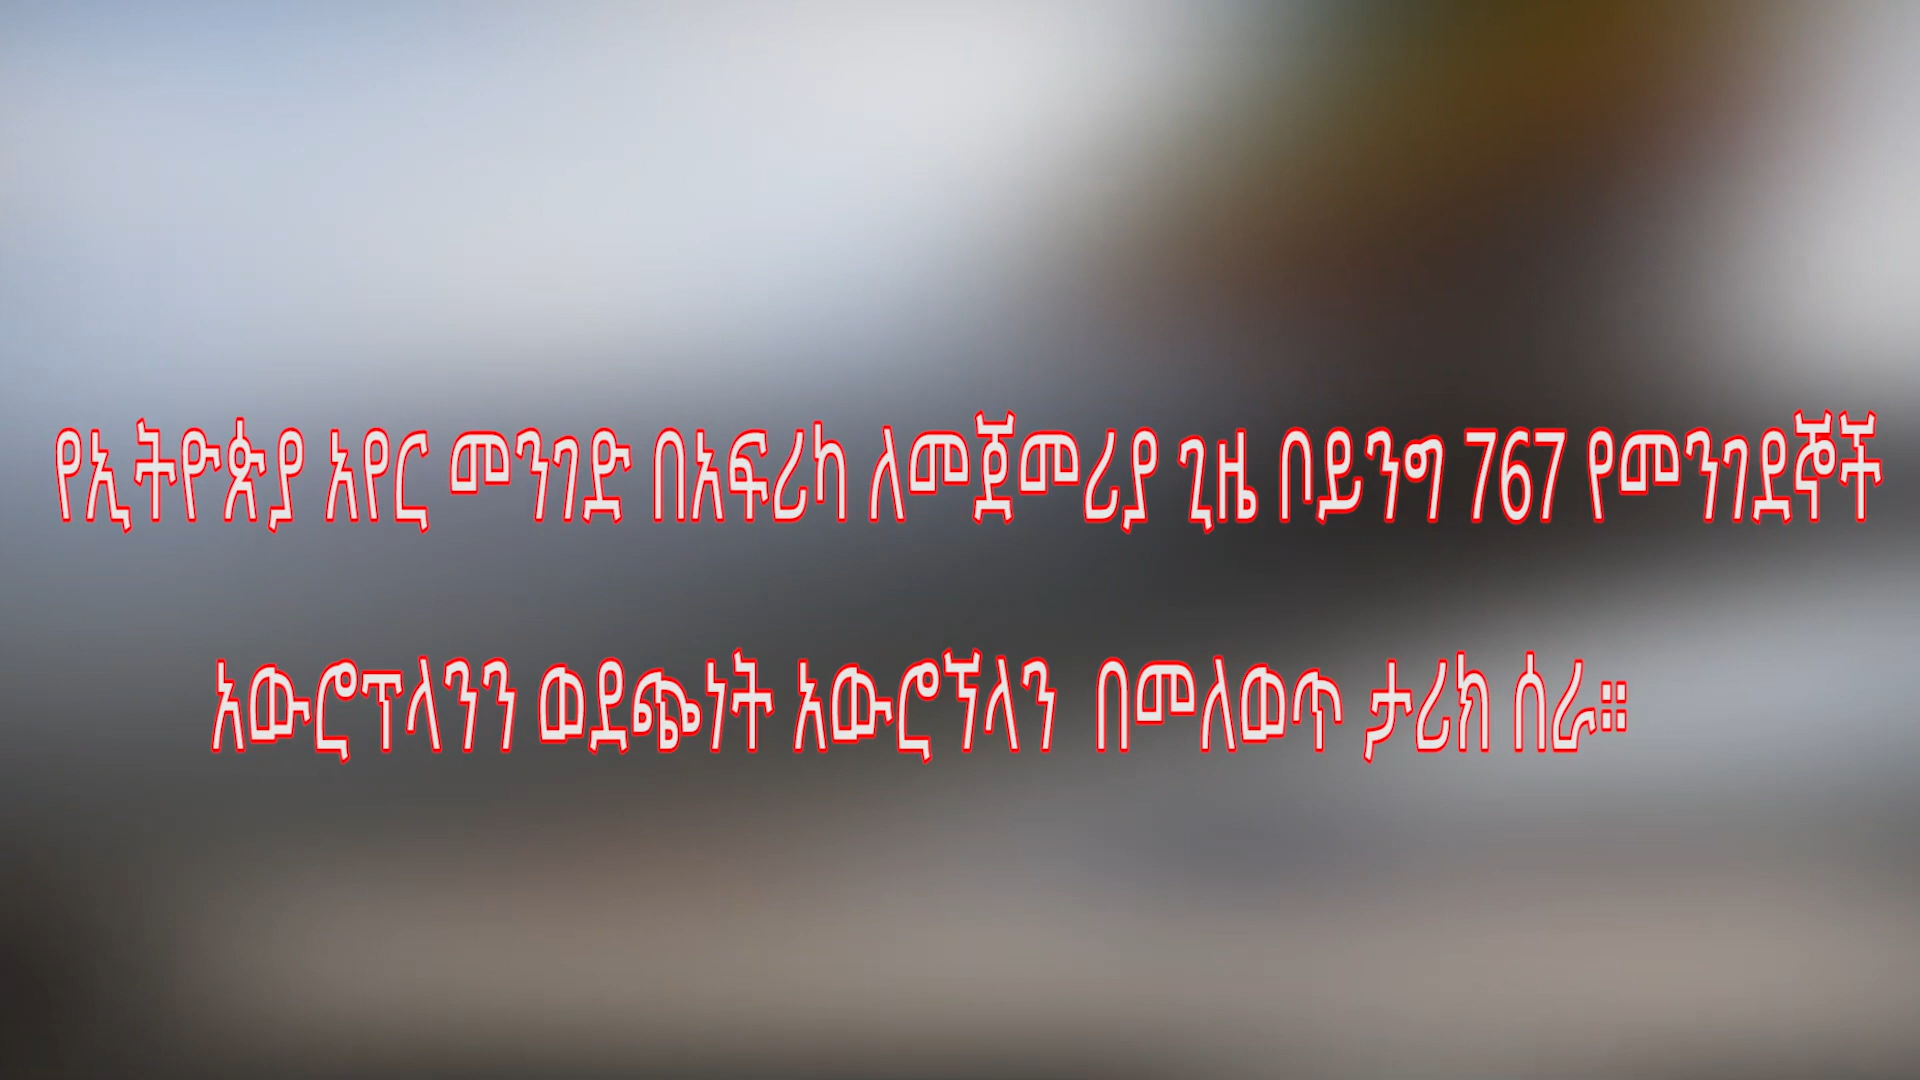 የኢትዮጵያ አየር መንገድ በአፍሪካ ለመጀመሪያ ጊዜ ቦይንግ 767 የመንገደኞች
አውሮፕላንን ወደጭነት አውሮኘላን በመለወጥ ታሪክ ሰራ።